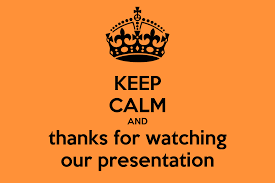 KEEP
CALM
AND
thanks for watching
our presentation